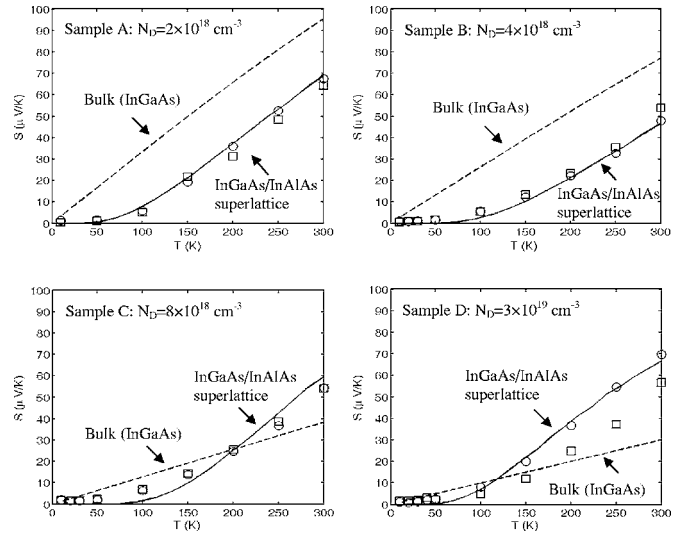 Sample A: N_D=2×10^18 cm^-3
Bulk (InGaAs)
InGaAs/InAlAs
superlattice
S (μ V/K)
100
90
80
70
60
50
40
30
20
10
0
0 50 100 150 200 250 300
T (K)
Sample B: N_D=4×10^18 cm^-3
Bulk (InGaAs)
InGaAs/InAlAs
superlattice
S (μ V/K)
100
90
80
70
60
50
40
30
20
10
0
0 50 100 150 200 250 300
T (K)
Sample C: N_D=8×10^18 cm^-3
InGaAs/InAlAs
superlattice
Bulk (InGaAs)
S (μ V/K)
100
90
80
70
60
50
40
30
20
10
0
0 50 100 150 200 250 300
T (K)
Sample D: N_D=3×10^19 cm^-3
InGaAs/InAlAs
superlattice
Bulk (InGaAs)
S (μ V/K)
100
90
80
70
60
50
40
30
20
10
0
0 50 100 150 200 250 300
T (K)